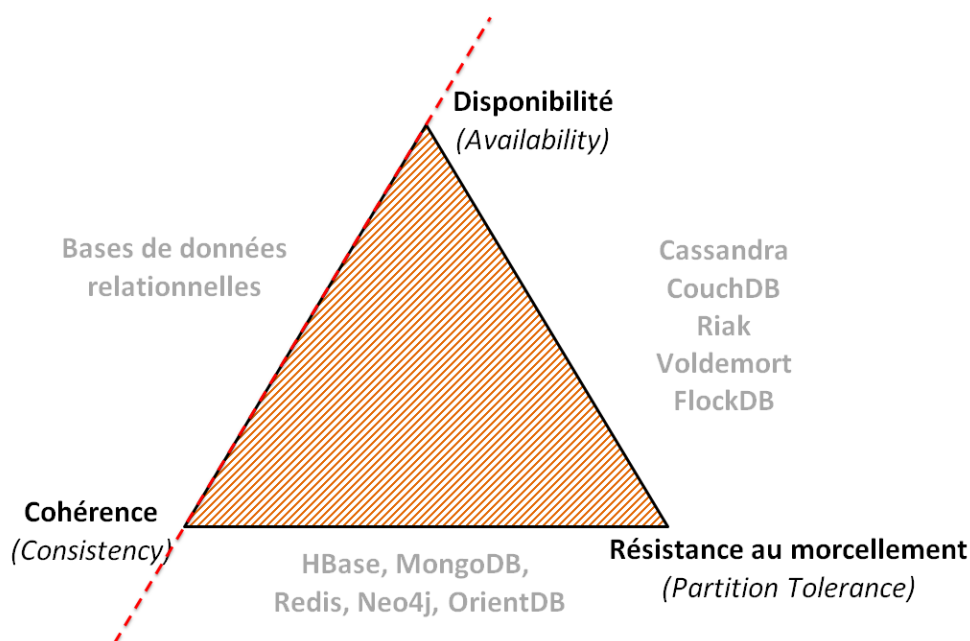 Disponibilité
(Availability)
Bases de données
relationnelles
Cassandra
CouchDB
Riak
Voldemort
FlockDB
Cohérence
(Consistency)
HBase, MongoDB,
Redis, Neo4j, OrientDB
Résistance au morcellement
(Partition Tolerance)